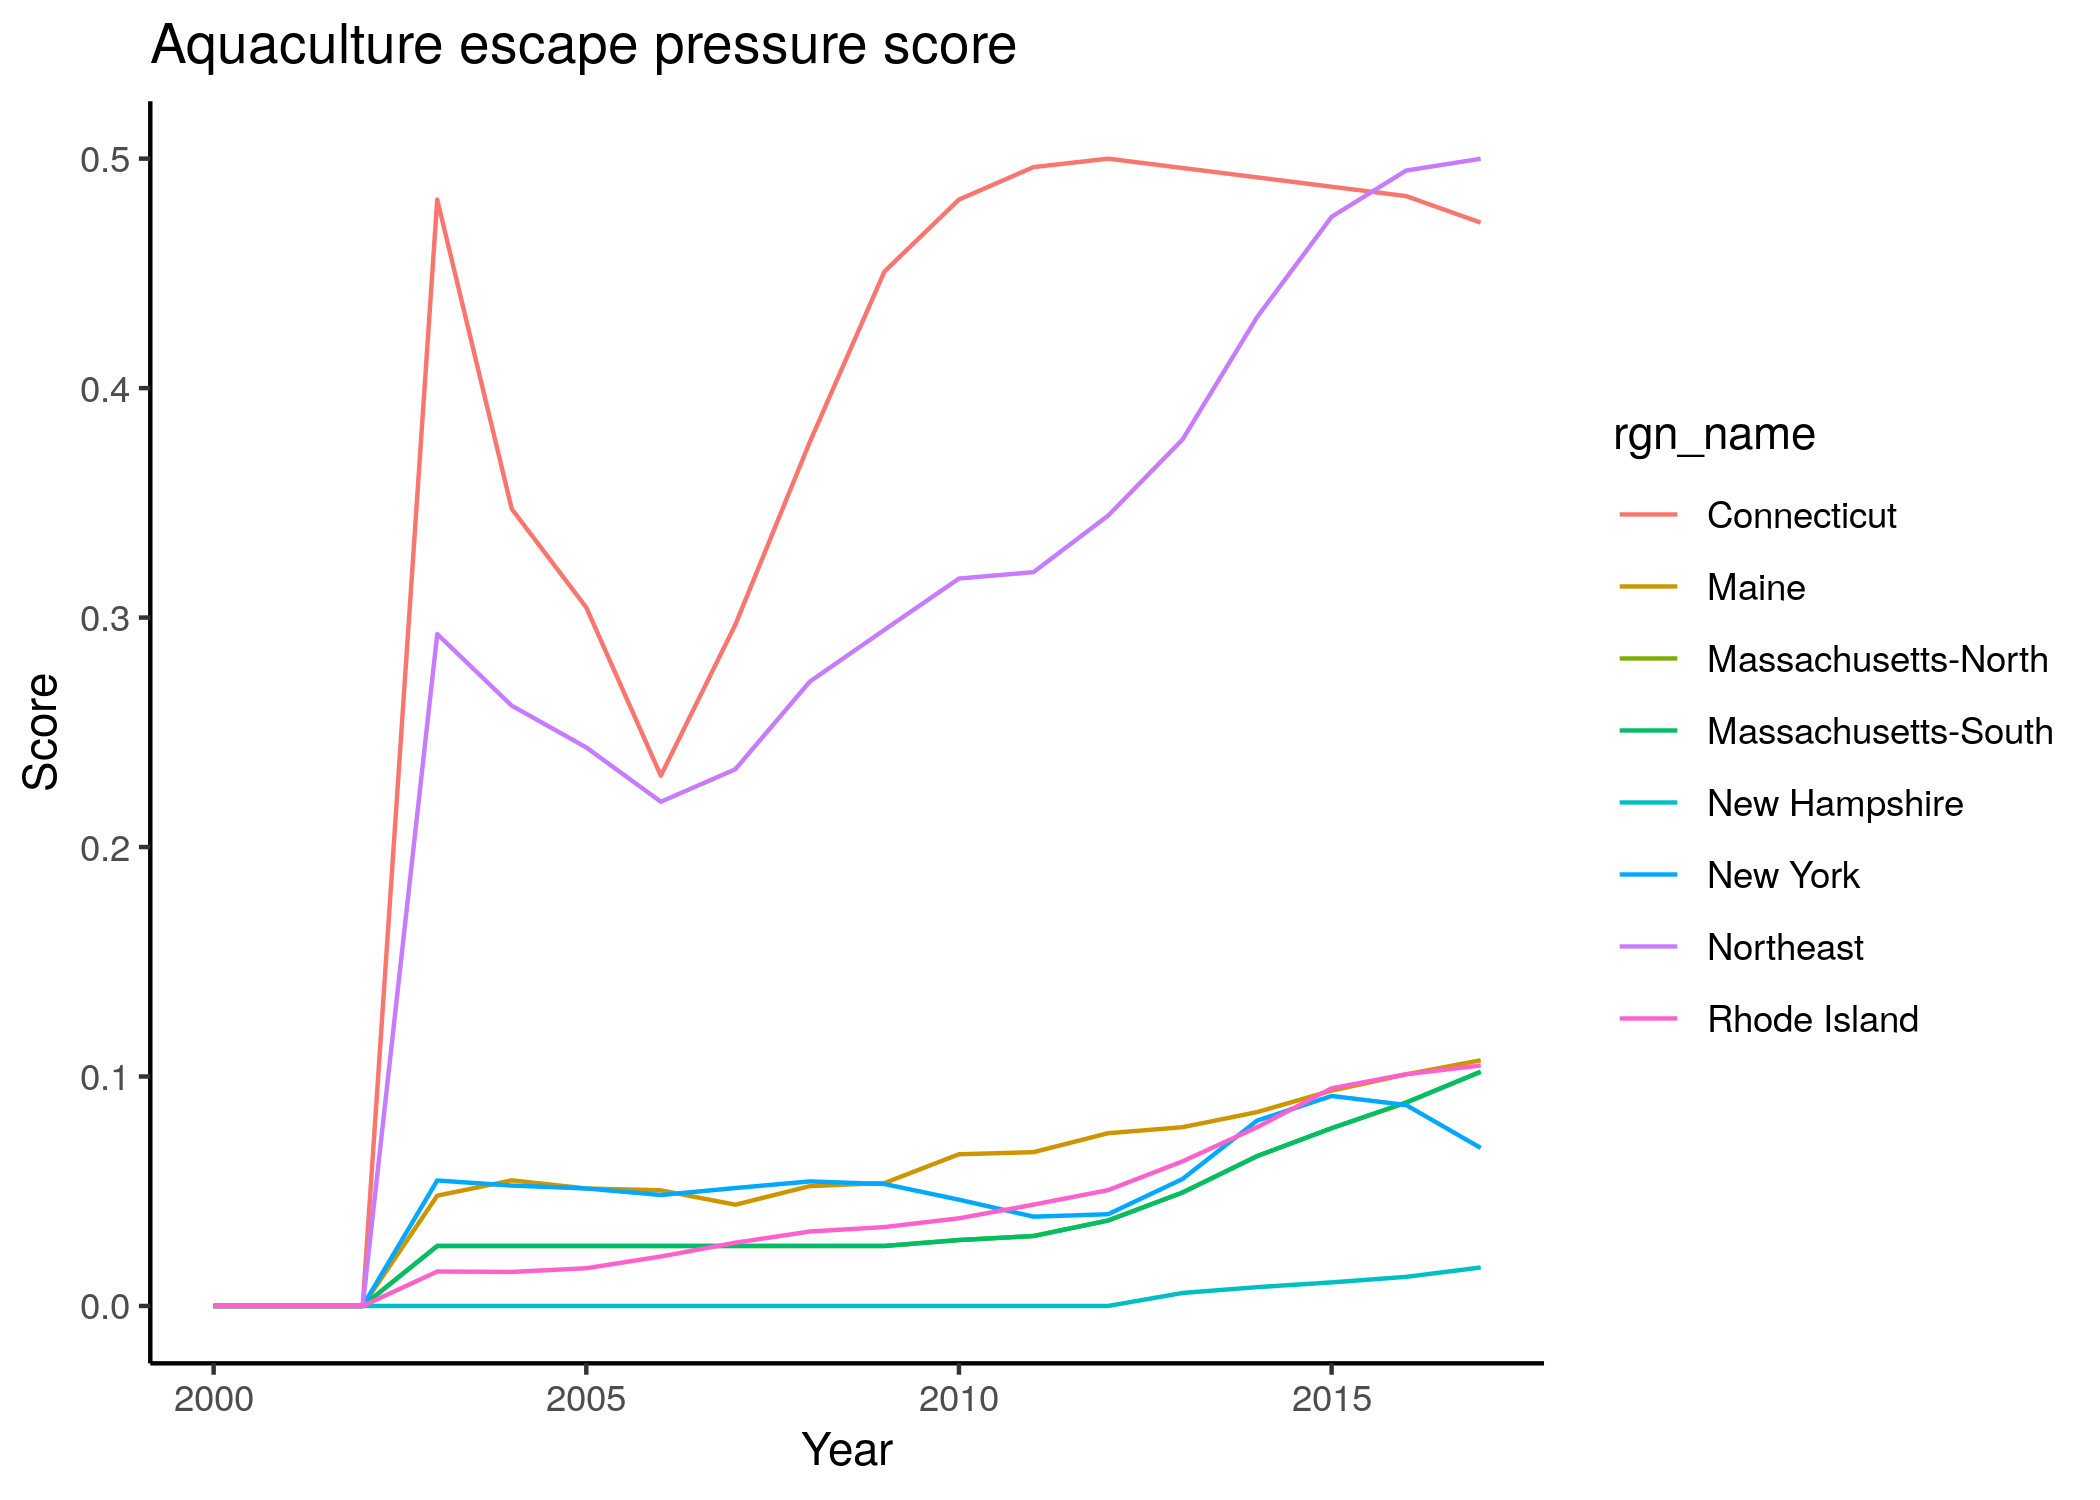 Aquaculture escape pressure score
0.5
0.4
0.3
0.2
0.1
0.0
Score
2000 2005 2010 2015
Year
rgn_name
Connecticut
Maine
Massachusetts-North
Massachusetts-South
New Hampshire
New York
Northeast
Rhode Island